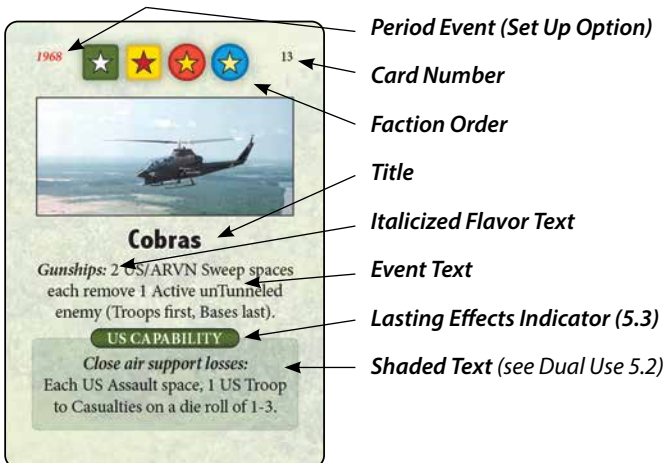 Period Event (Set Up Option)
1968
13
Card Number
Faction Order
Title
Cobras
Italicized Flavor Text
Gunships: 2 US/ARVN Sweep spaces
each remove 1 Active unTunneled
enemy (Troops first, Bases last).
Event Text
US CAPABILITY
Lasting Effects Indicator (5.3)
Close air support losses:
Each US Assault space, 1 US Troop
to Casualties on a die roll of 1-3.
Shaded Text (see Dual Use 5.2)